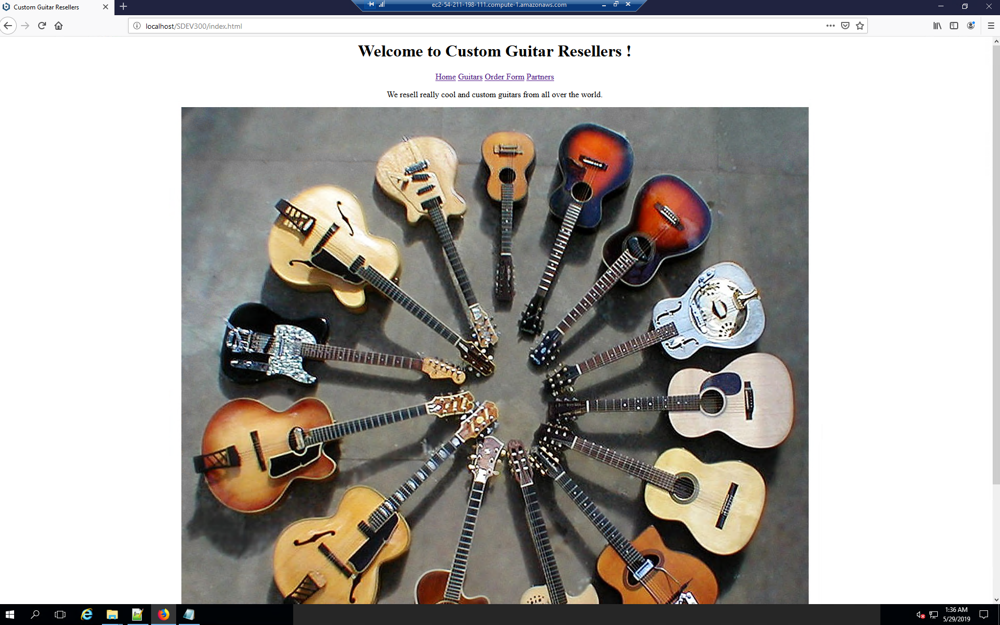 Custom Guitar Resellers
ec2-54-211-198-111.compute-1.amazonaws.com
localhost/SDEV300/index.html
Welcome to Custom Guitar Resellers !
Home Guitars Order Form Partners
We resell really cool and custom guitars from all over the world.
1:36 AM
5/29/2019